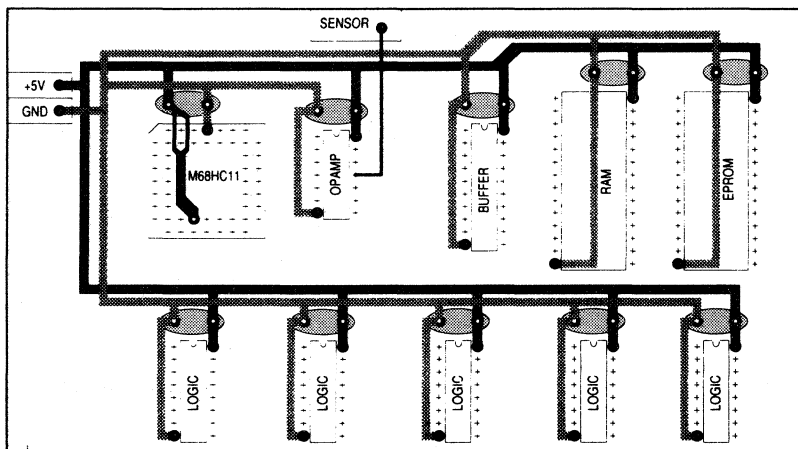 SENSOR
+5V
GND
M68HC11
OPAMP
BUFFER
RAM
EPROM
LOGIC
LOGIC
LOGIC
LOGIC
LOGIC